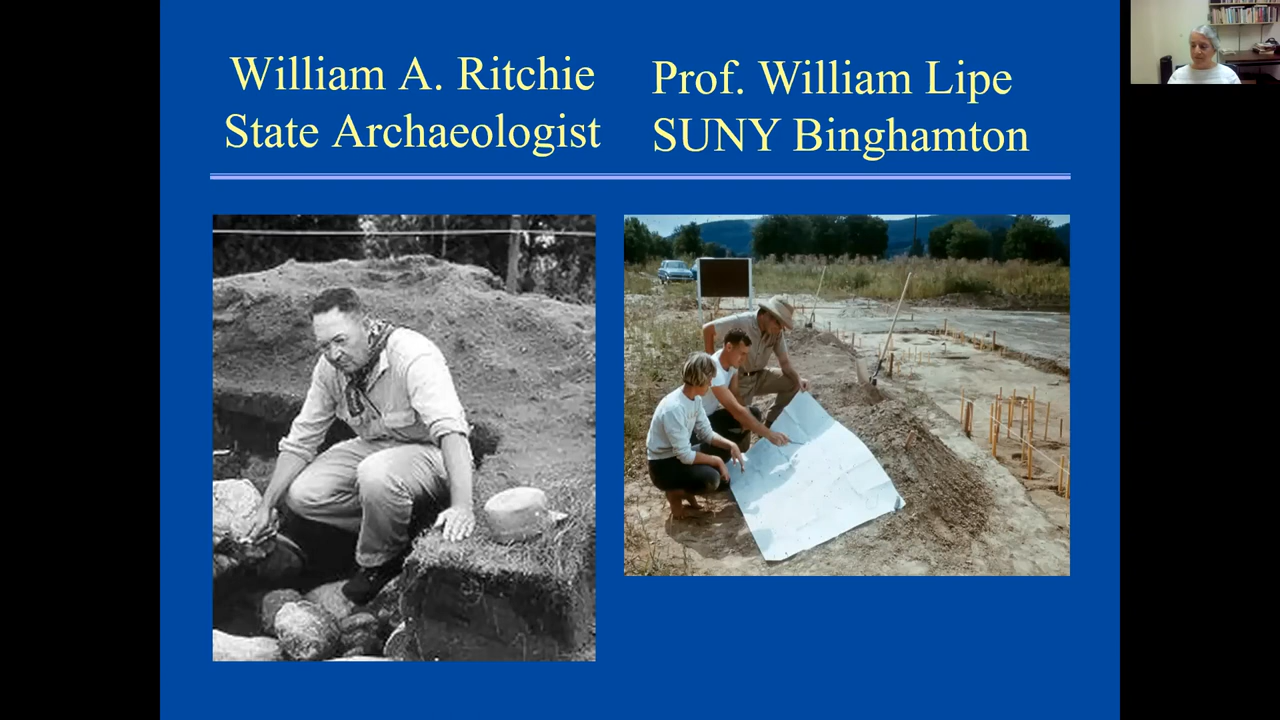 William A. Ritchie
State Archaeologist
Prof. William Lipe
SUNY Binghamton